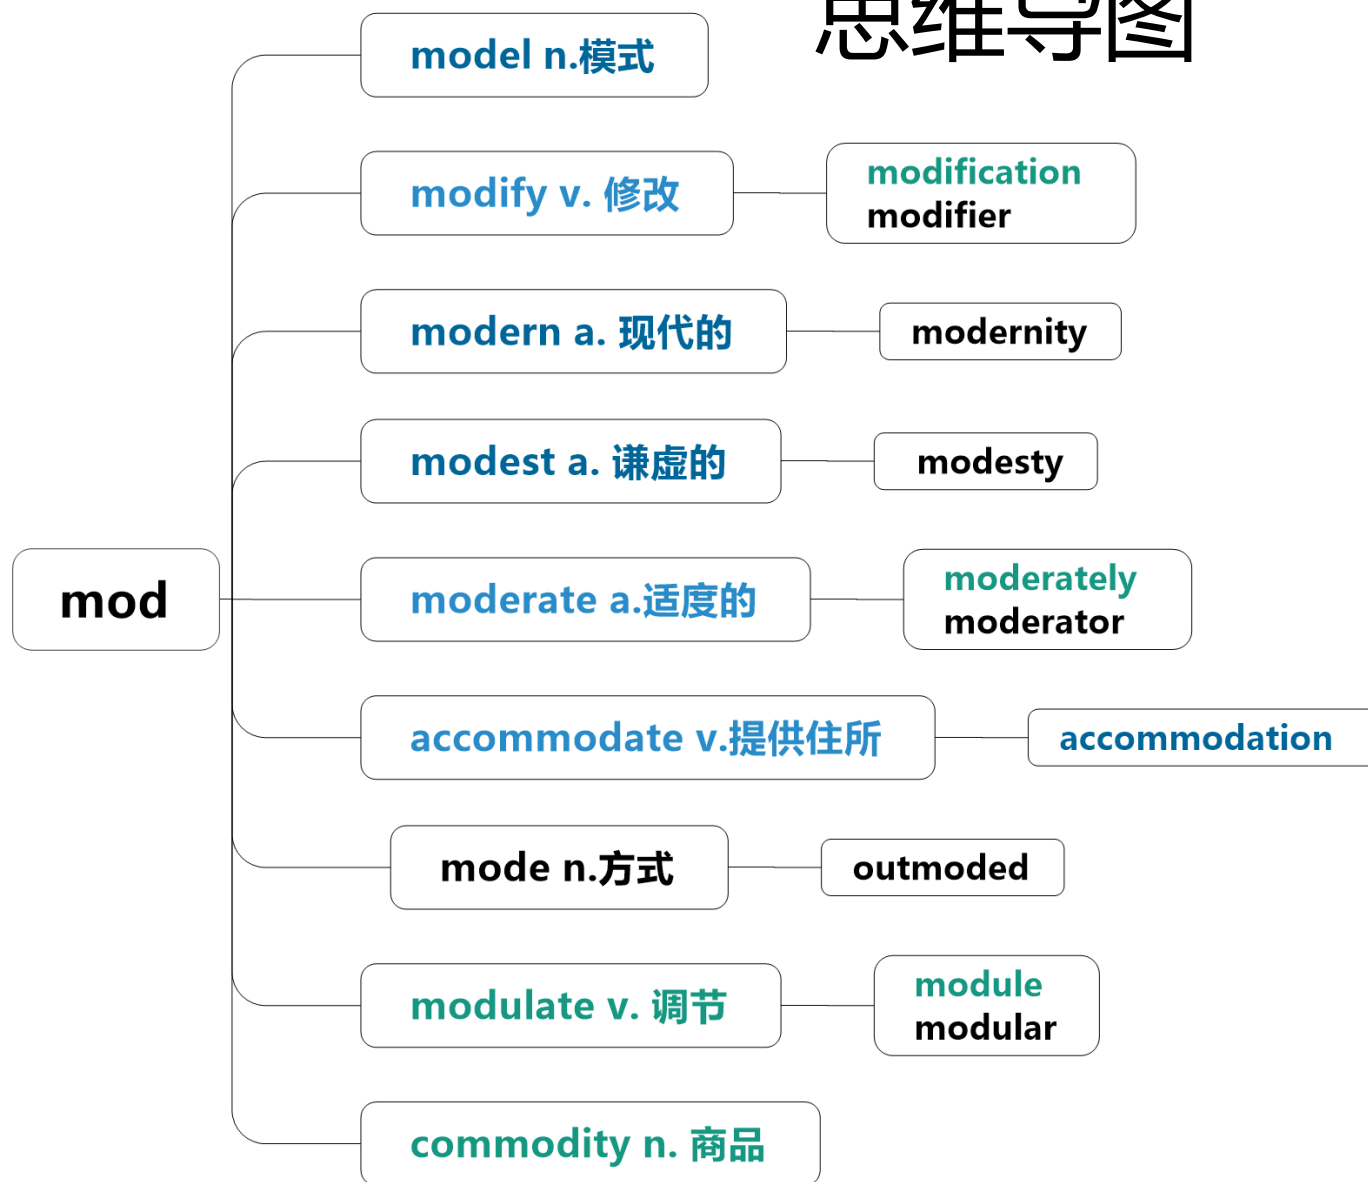 思维导图
model n.模式
modify v. 修改
modification
modifier
modern a. 现代的
modernity
modest a. 谦虚的
modesty
mod
moderate a.适度的
moderately
moderator
accommodate v.提供住所
accommodation
mode n.方式
outmoded
modulate v. 调节
module
modular
commodity n. 商品